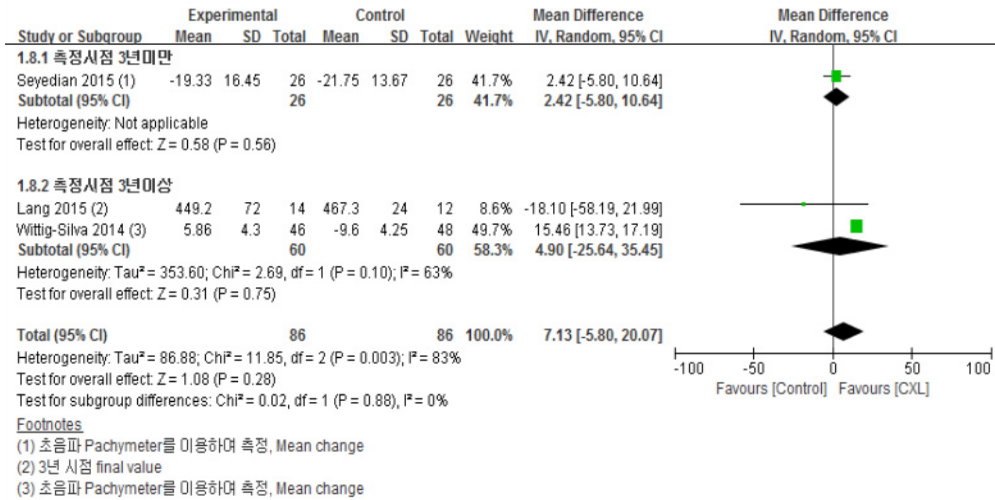 Experimental Control Mean Difference Mean Difference
Study or Subgroup Mean SD Total Mean SD Total Weight IV, Random, 95% CI IV, Random, 95% CI
1.8.1 측정시점 3년미만
Seyedian 2015 (1) -19.33 16.45 26 -21.75 13.67 26 41.7% 2.42 [-5.80, 10.64]
Subtotal (95% CI) 26 26 41.7% 2.42 [-5.80, 10.64]
Heterogeneity: Not applicable
Test for overall effect: Z = 0.58 (P = 0.56)
1.8.2 측정시점 3년이상
Lang 2015 (2) 449.2 72 14 467.3 24 12 8.6% -18.10 [-58.19, 21.99]
Wittig-Silva 2014 (3) 5.86 4.3 46 -9.6 4.25 48 49.7% 15.46 [13.73, 17.19]
Subtotal (95% CI) 60 60 58.3% 4.90 [-25.64, 35.45]
Heterogeneity: Tau² = 353.60; Chi² = 2.69, df = 1 (P = 0.10); I² = 63%
Test for overall effect: Z = 0.31 (P = 0.75)
Total (95% CI) 86 86 100.0% 7.13 [-5.80, 20.07]
Heterogeneity: Tau² = 86.88; Chi² = 11.85, df = 2 (P = 0.003); I² = 83%
Test for overall effect: Z = 1.08 (P = 0.28)
Test for subgroup differences: Chi² = 0.02, df = 1 (P = 0.88), I² = 0%
-100 -50 0 50 100
Favours [Control] Favours [CXL]
Footnotes
(1) 초음파 Pachymeter를 이용하여 측정, Mean change
(2) 3년 시점 final value
(3) 초음파 Pachymeter를 이용하여 측정, Mean change